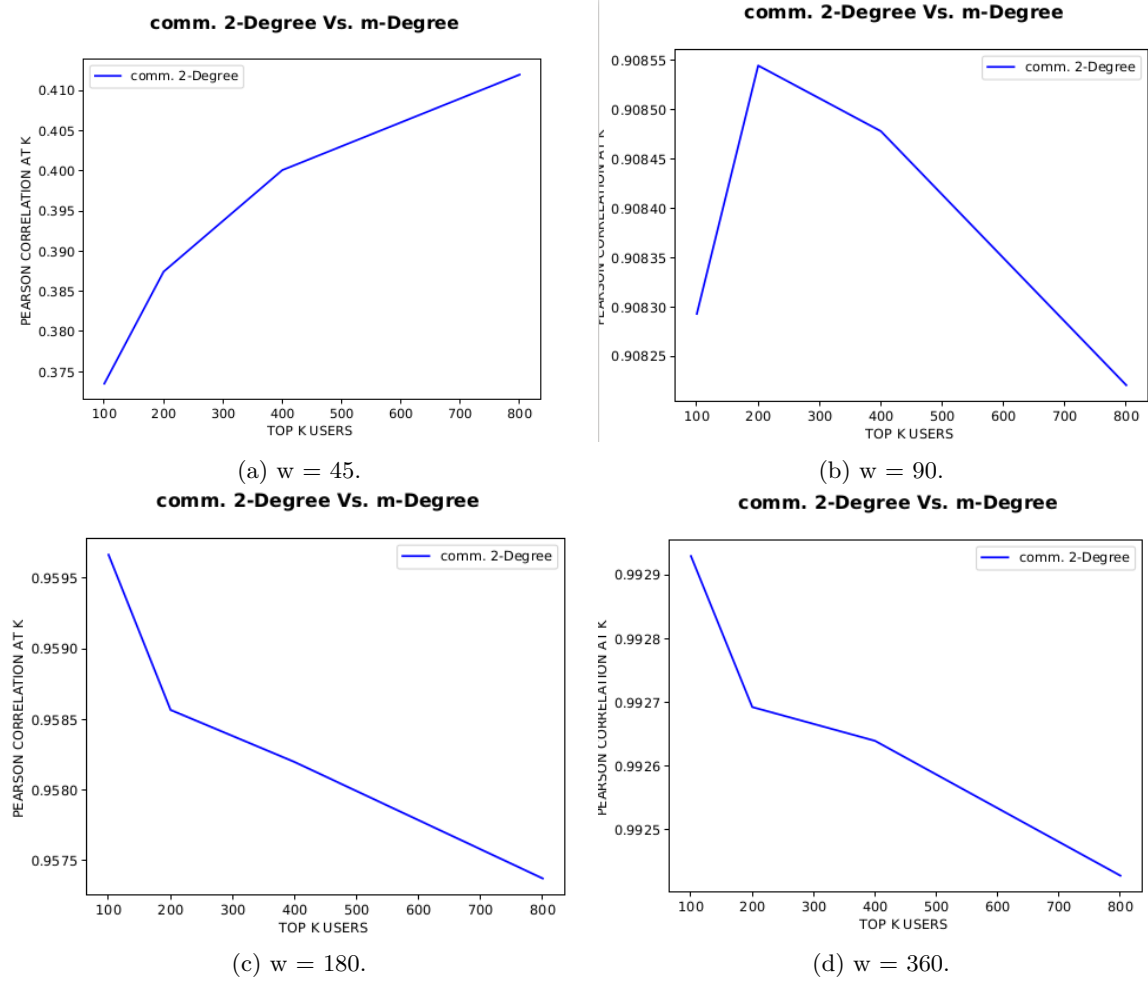 comm. 2-Degree Vs. m-Degree
comm. 2-Degree
PEARSON CORRELATION AT K
0.410
0.405
0.400
0.395
0.390
0.385
0.380
0.375
100 200 300 400 500 600 700 800
TOP K USERS
(a) w = 45.
comm. 2-Degree Vs. m-Degree
comm. 2-Degree
PEARSON CORRELATION AT K
0.90855
0.90850
0.90845
0.90840
0.90835
0.90830
0.90825
100 200 300 400 500 600 700 800
TOP K USERS
(b) w = 90.
comm. 2-Degree Vs. m-Degree
comm. 2-Degree
PEARSON CORRELATION AT K
0.9595
0.9590
0.9585
0.9580
0.9575
100 200 300 400 500 600 700 800
TOP K USERS
(c) w = 180.
comm. 2-Degree Vs. m-Degree
comm. 2-Degree
PEARSON CORRELATION AT K
0.9929
0.9928
0.9927
0.9926
0.9925
100 200 300 400 500 600 700 800
TOP K USERS
(d) w = 360.